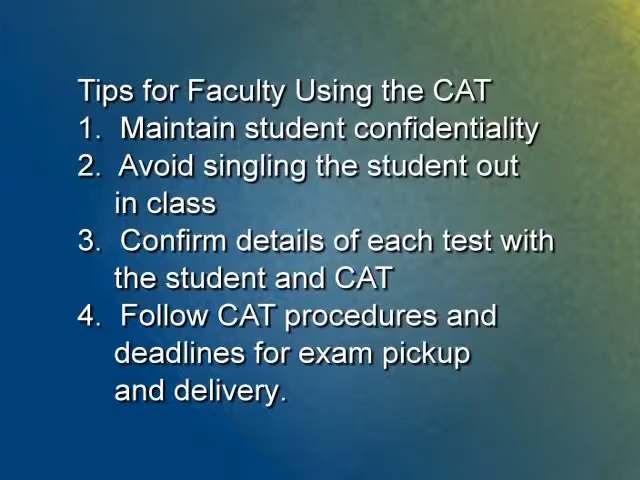 Tips for Faculty Using the CAT
1. Maintain student confidentiality
2. Avoid singling the student out
in class
3. Confirm details of each test with
the student and CAT
4. Follow CAT procedures and
deadlines for exam pickup
and delivery.